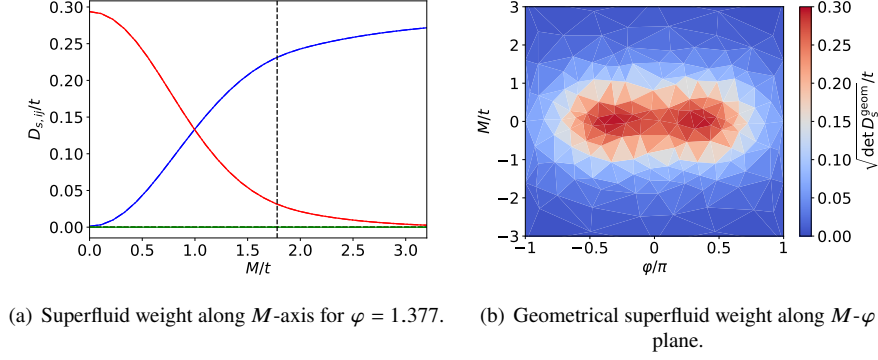 0.30
0.25
0.20
0.15
0.10
0.05
0.00
D_{s, ij}/t
0.0 0.5 1.0 1.5 2.0 2.5 3.0
M/t
3
2
1
0
−1
−2
−3
M/t
−1 −0.5 0 0.5 1
φ/π
0.30
0.25
0.20
0.15
0.10
0.05
0.00
√det D_s^geom/t
(a) Superfluid weight along M-axis for φ = 1.377.
(b) Geometrical superfluid weight along M-φ
plane.